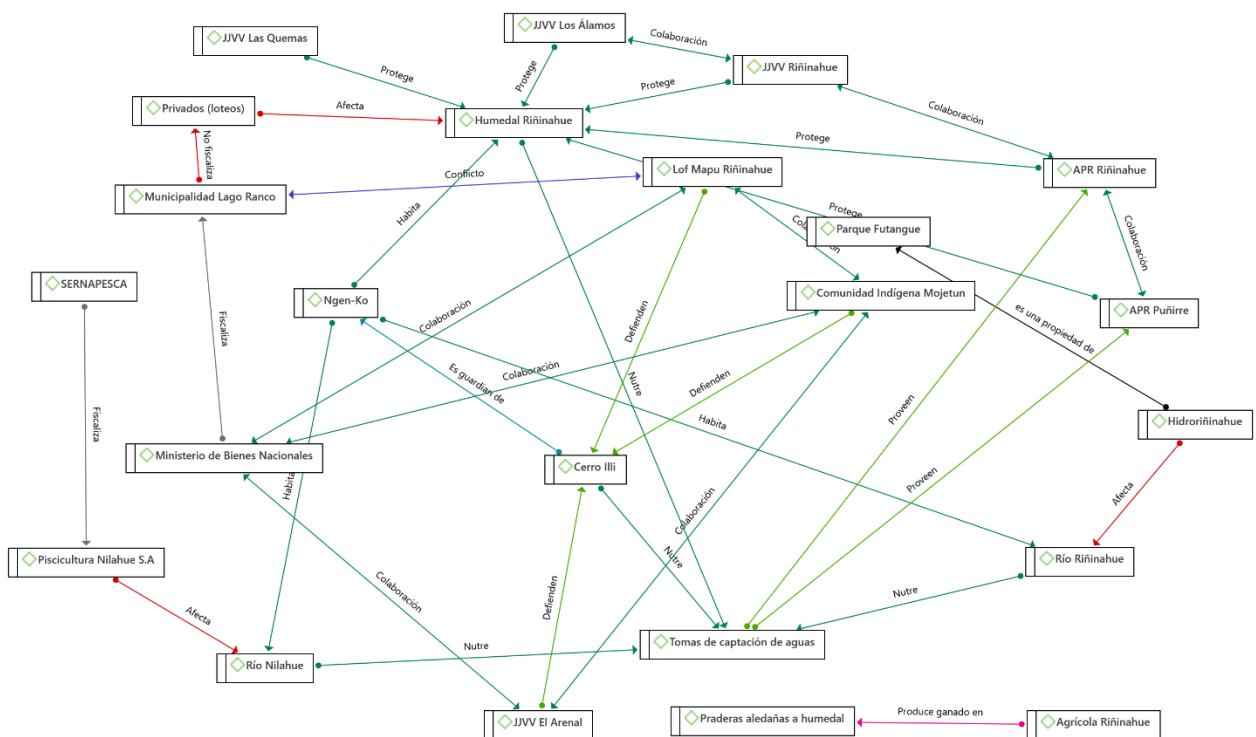 JJVV Los Álamos
JJVV Las Quemas
Colaboración
JJVV Riñinahue
Protege
Protege
Protege
Privados (loteos)
Afecta
Humedal Riñinahue
Colaboración
Protege
No fiscaliza
Lof Mapu Riñinahue
APR Riñinahue
Conflicto
Municipalidad Lago Ranco
Habita
Protege
Parque Futangue
Colaboración
Colaboración
SERNAPESCA
Ngen-Ko
Comunidad Indígena Mojetun
APR Puñirre
Colaboración
Fiscaliza
Defienden
es una propiedad de
Colaboración
Es guardian de
Defienden
Nutre
Proveen
Habita
Hidroriñinahue
Fiscaliza
Ministerio de Bienes Nacionales
Cerro Illi
Habita
Proveen
Afecta
Colaboración
Nutre
Piscicultura Nilahue S.A
Río Riñinahue
Colaboración
Defienden
Nutre
Afecta
Nutre
Tomas de captación de aguas
Río Nilahue
JJVV El Arenal
Praderas aledañas a humedal
Produce ganado en
Agrícola Riñinahue